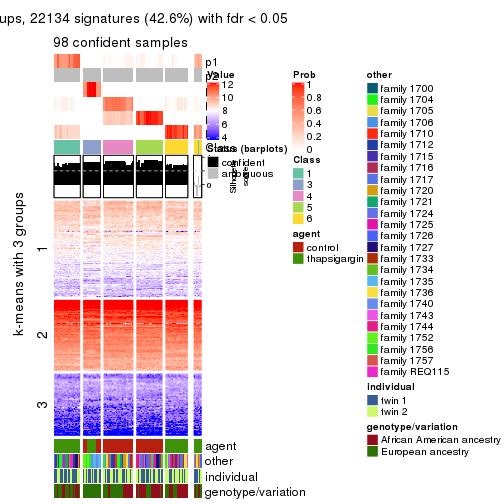 ups, 22134 signatures (42.6%) with fdr < 0.05
98 confident samples
p1
p2
Value
12
10
8
6
4
Prob
1
0.8
0.6
0.4
0.2
0
Class
Status (barplots)
confident
ambiguous
Silhouette score
0
k-means with 3 groups
1
2
3
Class
1
3
4
5
6
agent
control
thapsigargin
other
family 1700
family 1704
family 1705
family 1706
family 1710
family 1712
family 1715
family 1716
family 1717
family 1720
family 1721
family 1724
family 1725
family 1726
family 1727
family 1733
family 1734
family 1735
family 1736
family 1740
family 1743
family 1744
family 1752
family 1756
family 1757
family REQ115
individual
twin 1
twin 2
genotype/variation
African American ancestry
European ancestry
agent
other
individual
genotype/variation